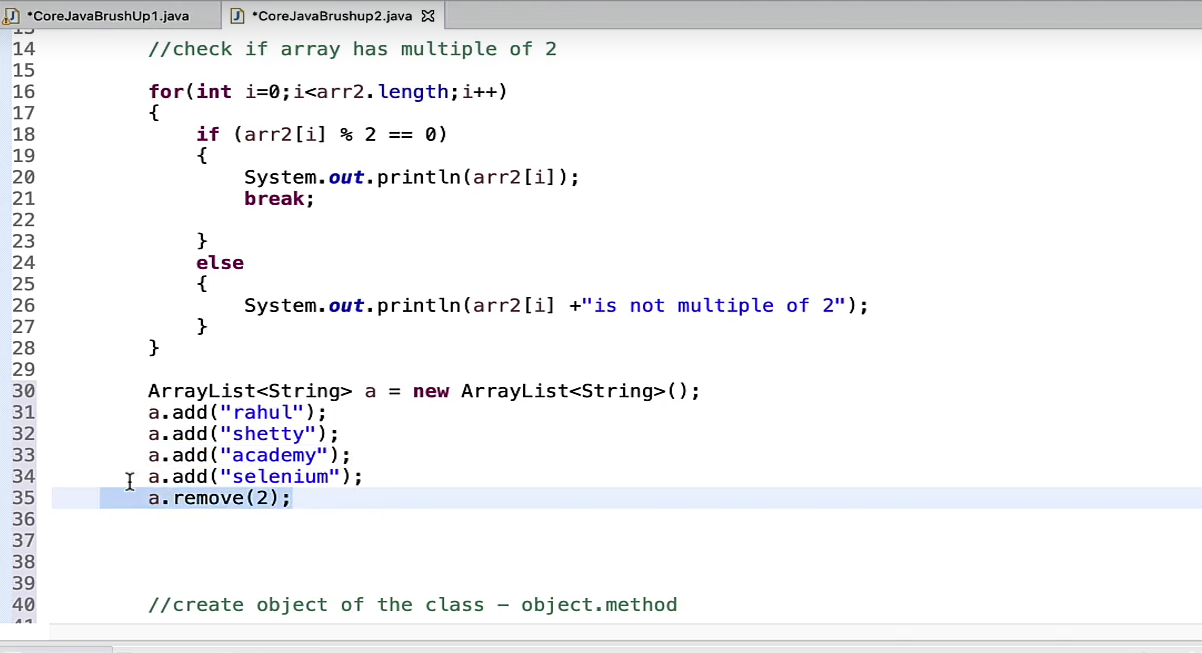 *CoreJavaBrushUp1.java
*CoreJavaBrushup2.java
14 //check if array has multiple of 2
15
16 for(int i=0;i<arr2.length;i++)
17 {
18 if (arr2[i] % 2 == 0)
19 {
20 System.out.println(arr2[i]);
21 break;
22
23 }
24 else
25 {
26 System.out.println(arr2[i] +"is not multiple of 2");
27 }
28 }
29
30 ArrayList<String> a = new ArrayList<String>();
31 a.add("rahul");
32 a.add("shetty");
33 a.add("academy");
34 a.add("selenium");
35 a.remove(2);
36
37
38
39
40 //create object of the class – object.method